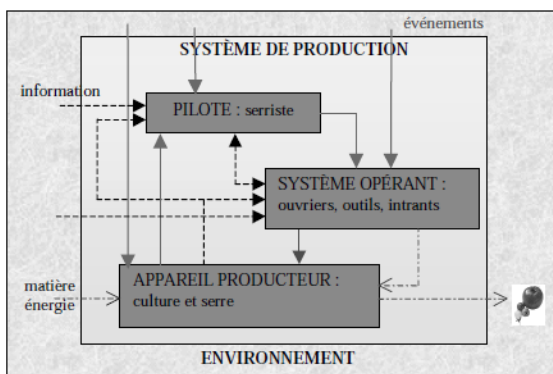 événements
SYSTÈME DE PRODUCTION
information
PILOTE : serriste
SYSTÈME OPÉRANT :
ouvriers, outils, intrants
matière
énergie
APPAREIL PRODUCTEUR :
culture et serre
ENVIRONNEMENT